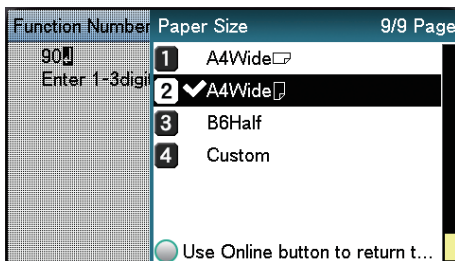 Function Number
90
Enter 1-3digi
Paper Size 9/9 Page
1 A4Wide
2 A4Wide
3 B6Half
4 Custom
Use Online button to return t...